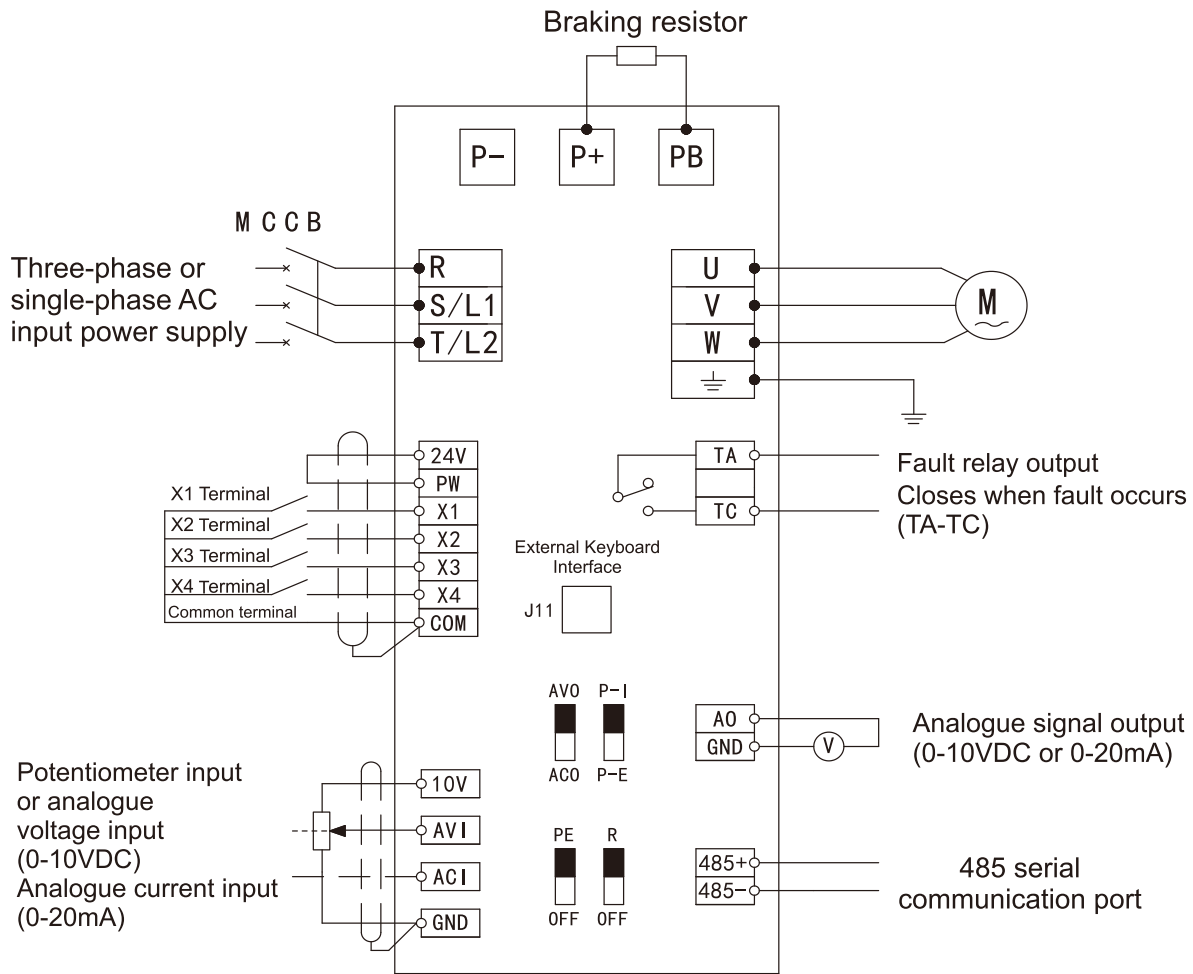 Braking resistor
P-
P+
PB
MCCB
Three-phase or
single-phase AC
input power supply
R
S/L1
T/L2
U
V
W
M
24V
PW
X1
X2
X3
X4
COM
X1 Terminal
X2 Terminal
X3 Terminal
X4 Terminal
Common terminal
TA
TC
Fault relay output
Closes when fault occurs
(TA-TC)
External Keyboard
Interface
J11
AVO P-I
ACO P-E
AO
GND
V
Analogue signal output
(0-10VDC or 0-20mA)
Potentiometer input
or analogue
voltage input
(0-10VDC)
Analogue current input
(0-20mA)
10V
AVI
ACI
GND
PE R
OFF OFF
485+
485-
485 serial
communication port